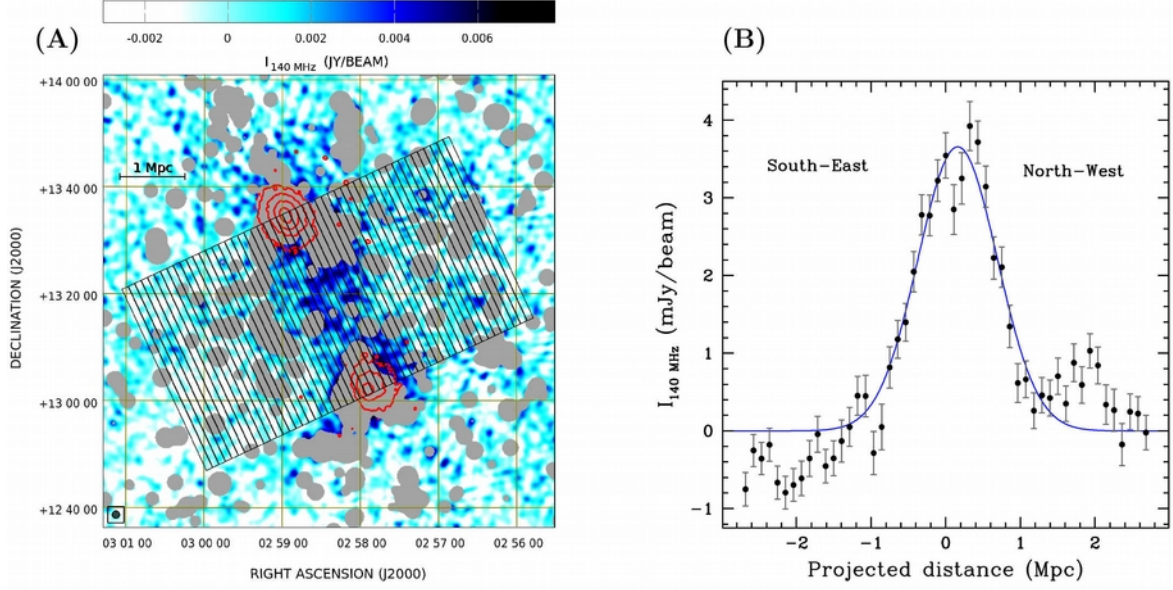 (A)
-0.002 0 0.002 0.004 0.006
I 140 MHz (JY/BEAM)
+14 00 00
+13 40 00
+13 20 00
+13 00 00
+12 40 00
DECLINATION (J2000)
1 Mpc
03 01 00 03 00 00 02 59 00 02 58 00 02 57 00 02 56 00
RIGHT ASCENSION (J2000)
(B)
I 140 MHz (mJy/beam)
4
3
2
1
0
−1
South−East
North−West
−2 −1 0 1 2
Projected distance (Mpc)